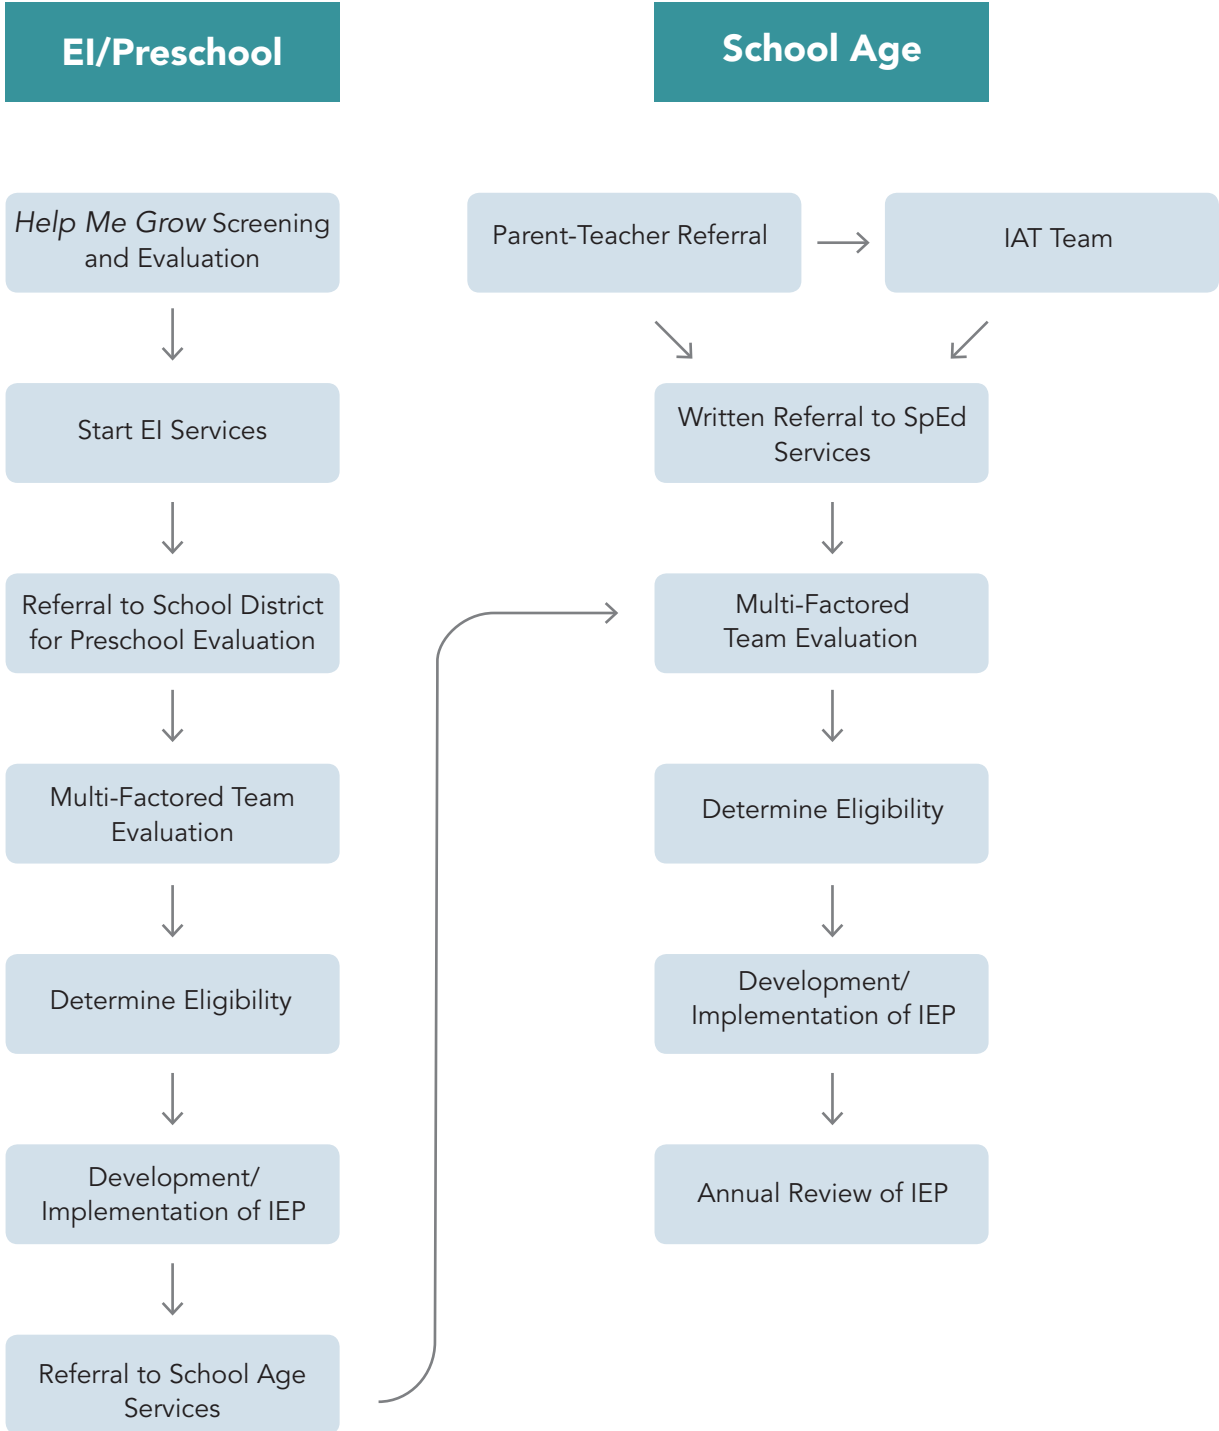 EI/Preschool
Help Me Grow Screening
and Evaluation
Start EI Services
Referral to School District
for Preschool Evaluation
Multi-Factored Team
Evaluation
Determine Eligibility
Development/
Implementation of IEP
Referral to School Age
Services
School Age
Parent-Teacher Referral
IAT Team
Written Referral to SpEd
Services
Multi-Factored
Team Evaluation
Determine Eligibility
Development/
Implementation of IEP
Annual Review of IEP